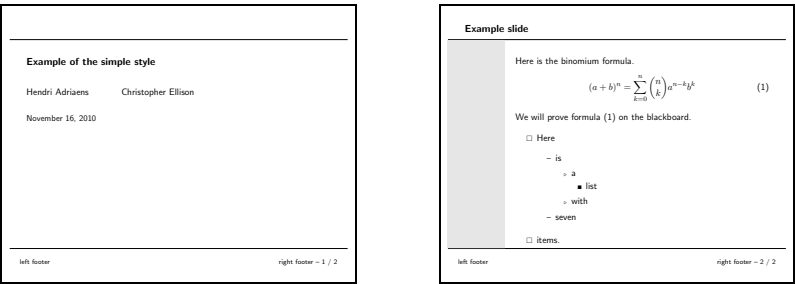 Example of the simple style
Hendri Adriaens Christopher Ellison
November 16, 2010
left footer right footer – 1 / 2
Example slide
Here is the binomium formula.
(a + b)^n = \sum_{k=0}^{n} \binom{n}{k} a^{n−k} b^k (1)
We will prove formula (1) on the blackboard.
□ Here
– is
▹ a
■ list
▹ with
– seven
□ items.
left footer right footer – 2 / 2